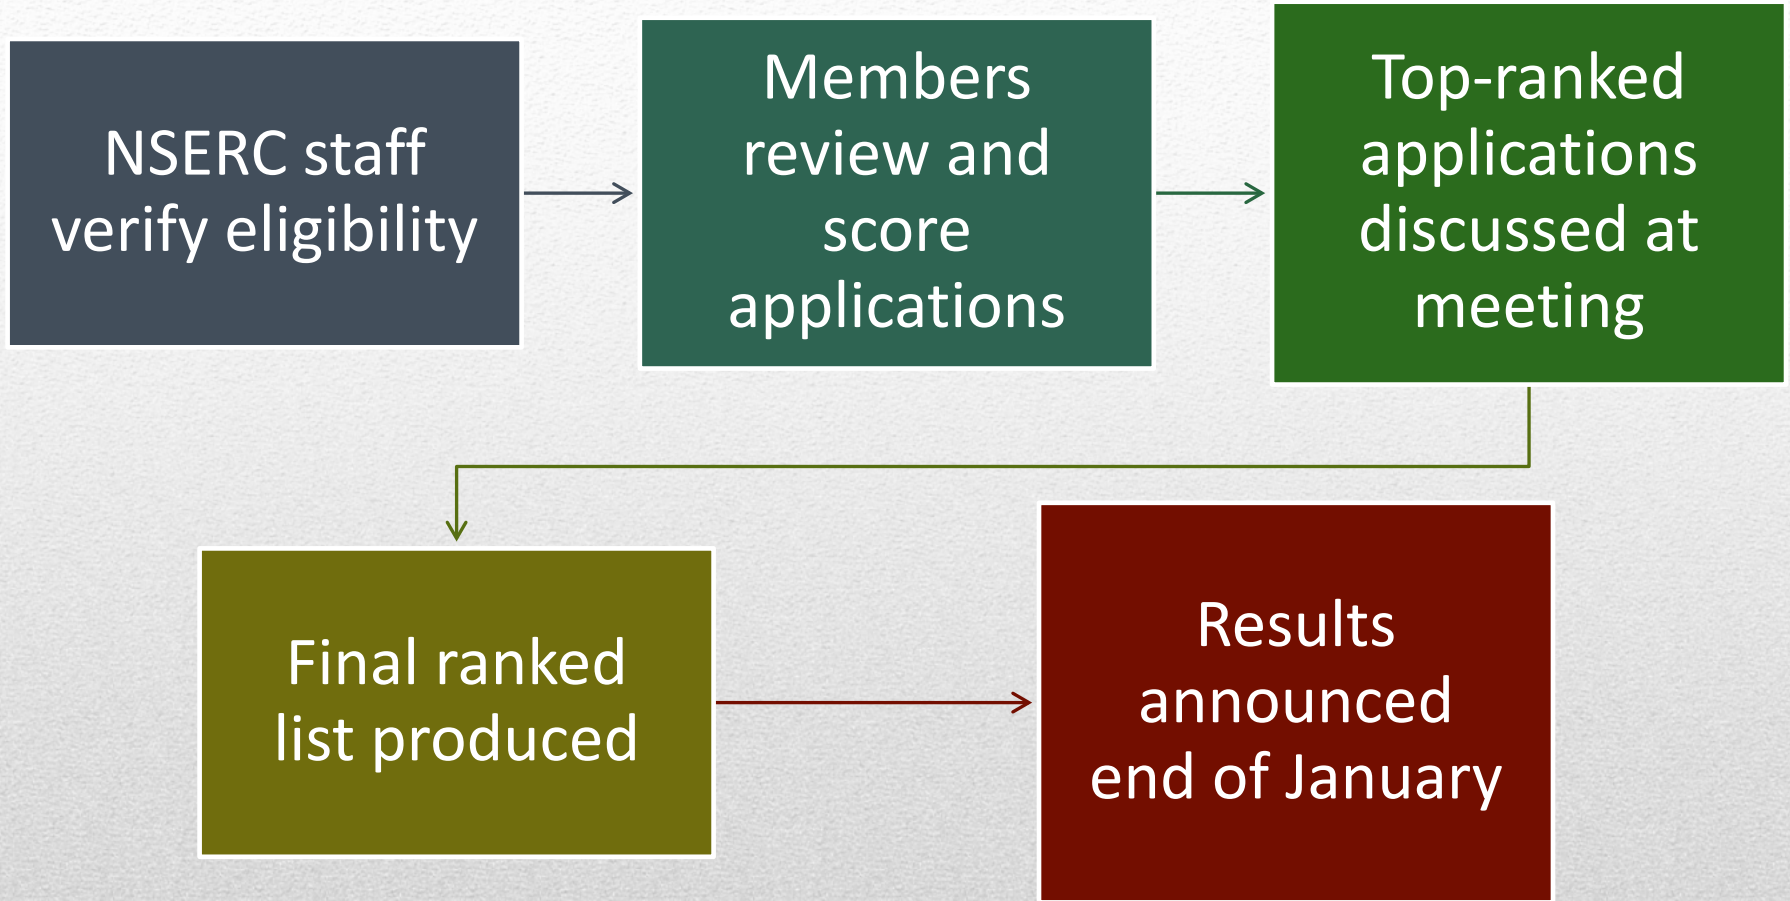 NSERC staff
verify eligibility
Members
review and
score
applications
Top-ranked
applications
discussed at
meeting
Final ranked
list produced
Results
announced
end of January